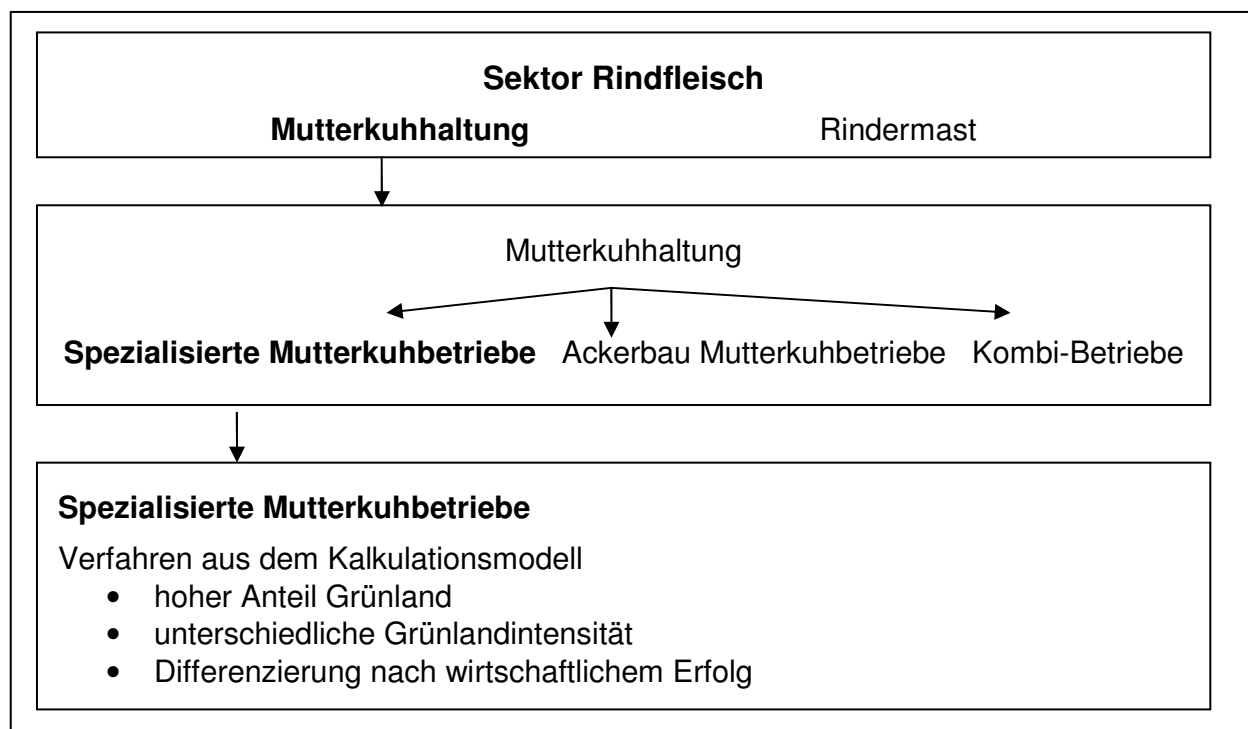 Sektor Rindfleisch
Mutterkuhhaltung Rindermast
Mutterkuhhaltung
Spezialisierte Mutterkuhbetriebe Ackerbau Mutterkuhbetriebe Kombi-Betriebe
Spezialisierte Mutterkuhbetriebe
Verfahren aus dem Kalkulationsmodell
• hoher Anteil Grünland
• unterschiedliche Grünlandintensität
• Differenzierung nach wirtschaftlichem Erfolg